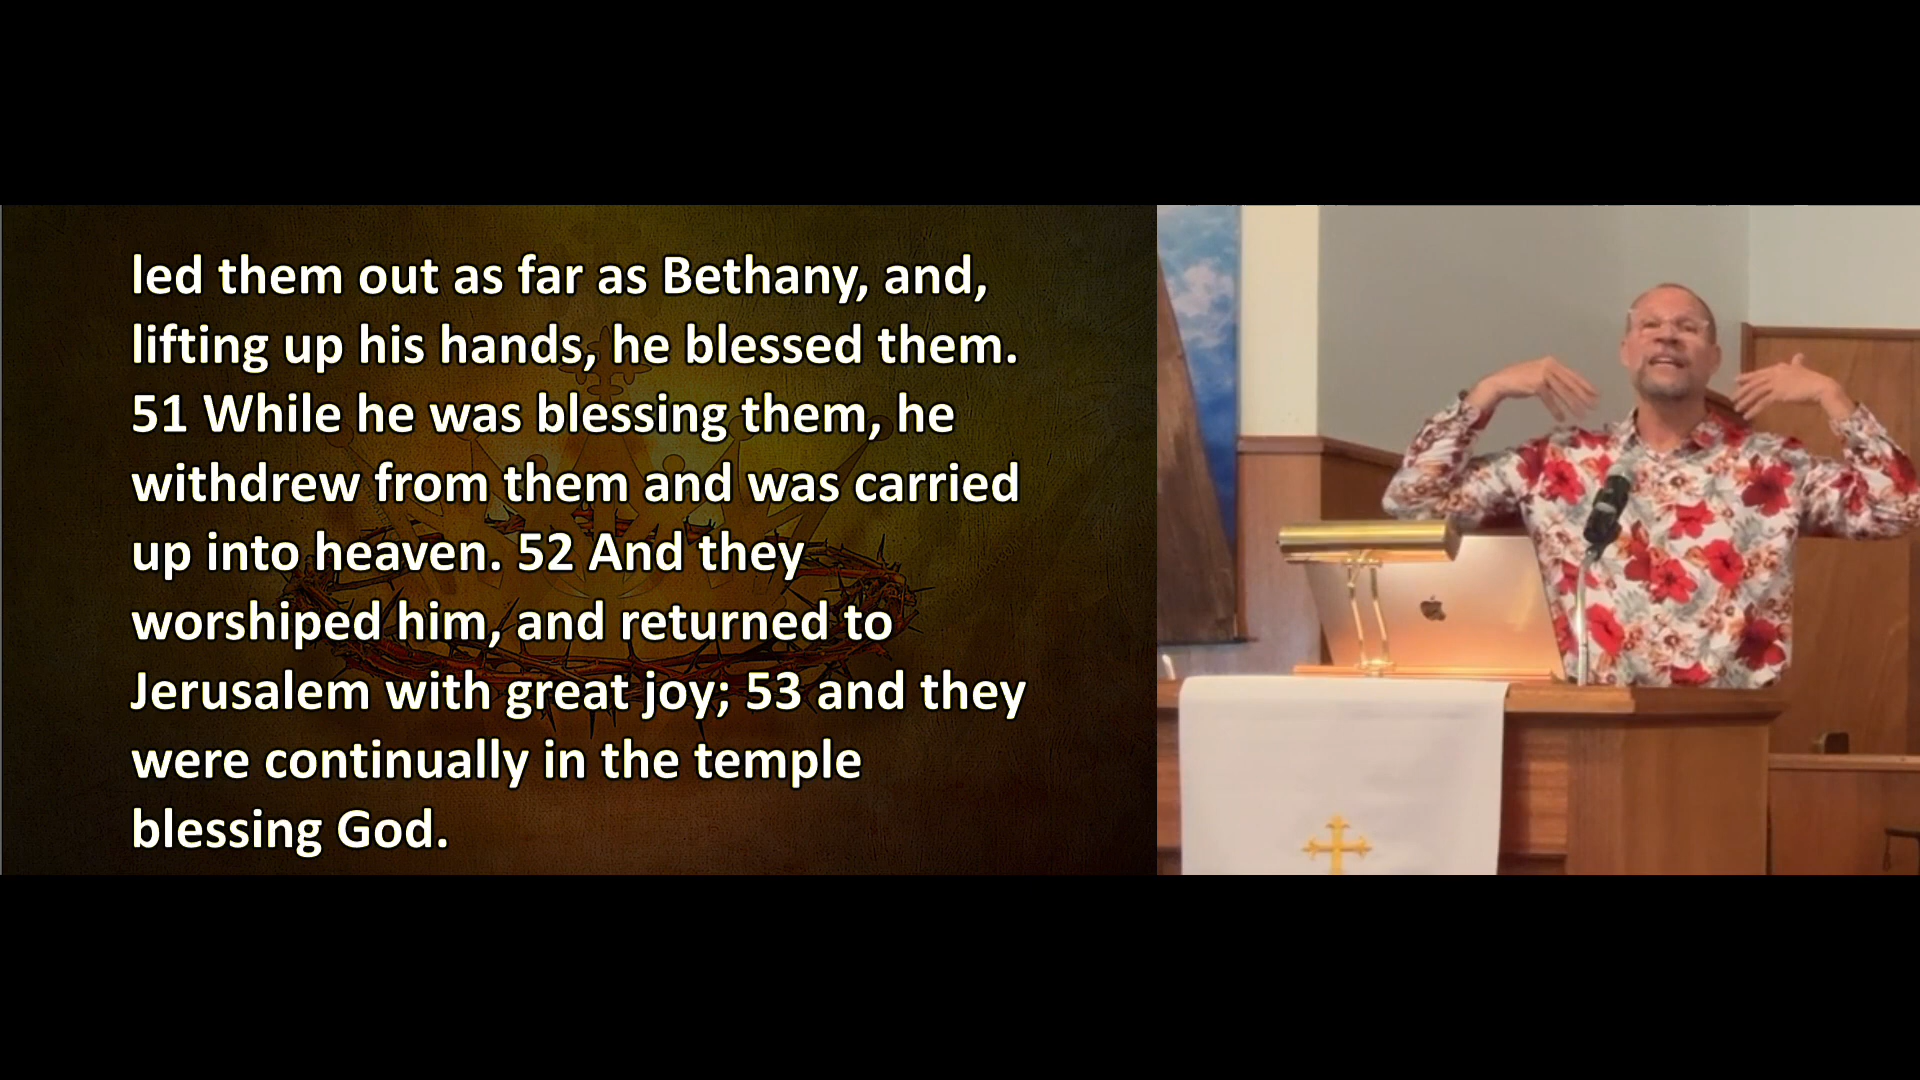 led them out as far as Bethany, and,
lifting up his hands, he blessed them.
51 While he was blessing them, he
withdrew from them and was carried
up into heaven. 52 And they
worshiped him, and returned to
Jerusalem with great joy; 53 and they
were continually in the temple
blessing God.